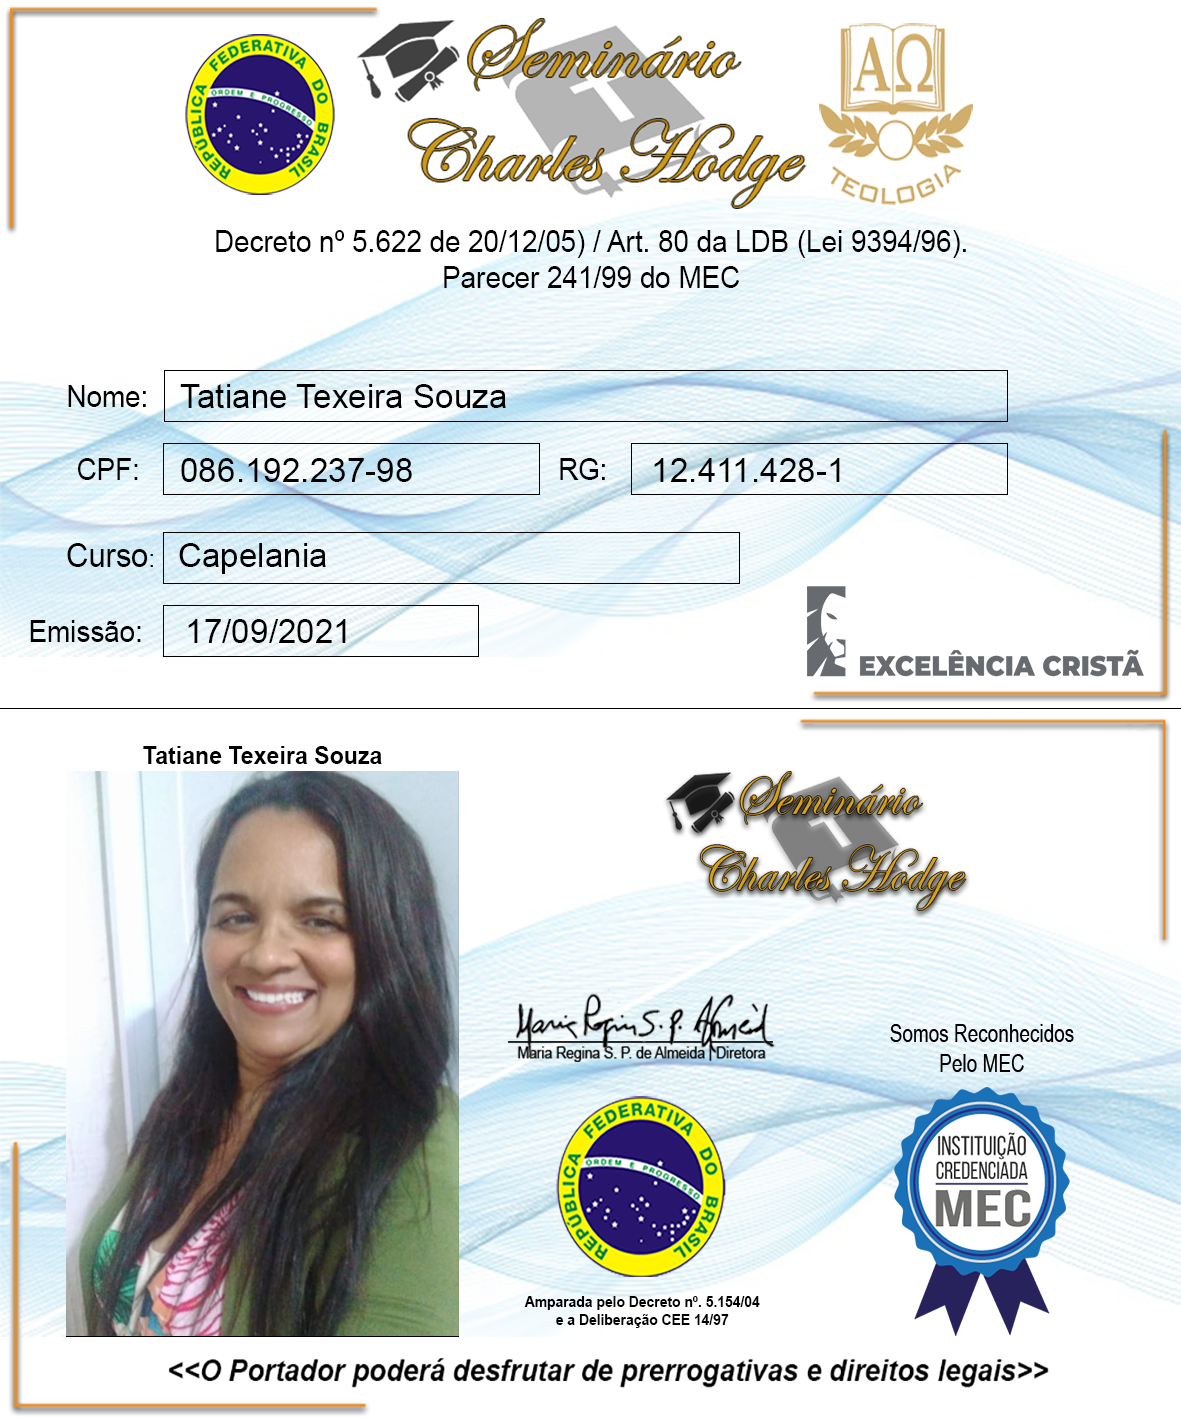 REPÚBLICA FEDERATIVA DO BRASIL
ORDEM E PROGRESSO
Seminário
Charles Hodge
ΑΩ
TEOLOGIA
Decreto nº 5.622 de 20/12/05) / Art. 80 da LDB (Lei 9394/96).
Parecer 241/99 do MEC
Nome: Tatiane Texeira Souza
CPF: 086.192.237-98 RG: 12.411.428-1
Curso: Capelania
Emissão: 17/09/2021
EXCELÊNCIA CRISTÃ
Tatiane Texeira Souza
Seminário
Charles Hodge
Maria Regina S. P. Almeida
Maria Regina S. P. de Almeida | Diretora
Somos Reconhecidos
Pelo MEC
REPÚBLICA FEDERATIVA DO BRASIL
ORDEM E PROGRESSO
INSTITUIÇÃO
CREDENCIADA
MEC
Amparada pelo Decreto nº. 5.154/04
e a Deliberação CEE 14/97
<<O Portador poderá desfrutar de prerrogativas e direitos legais>>